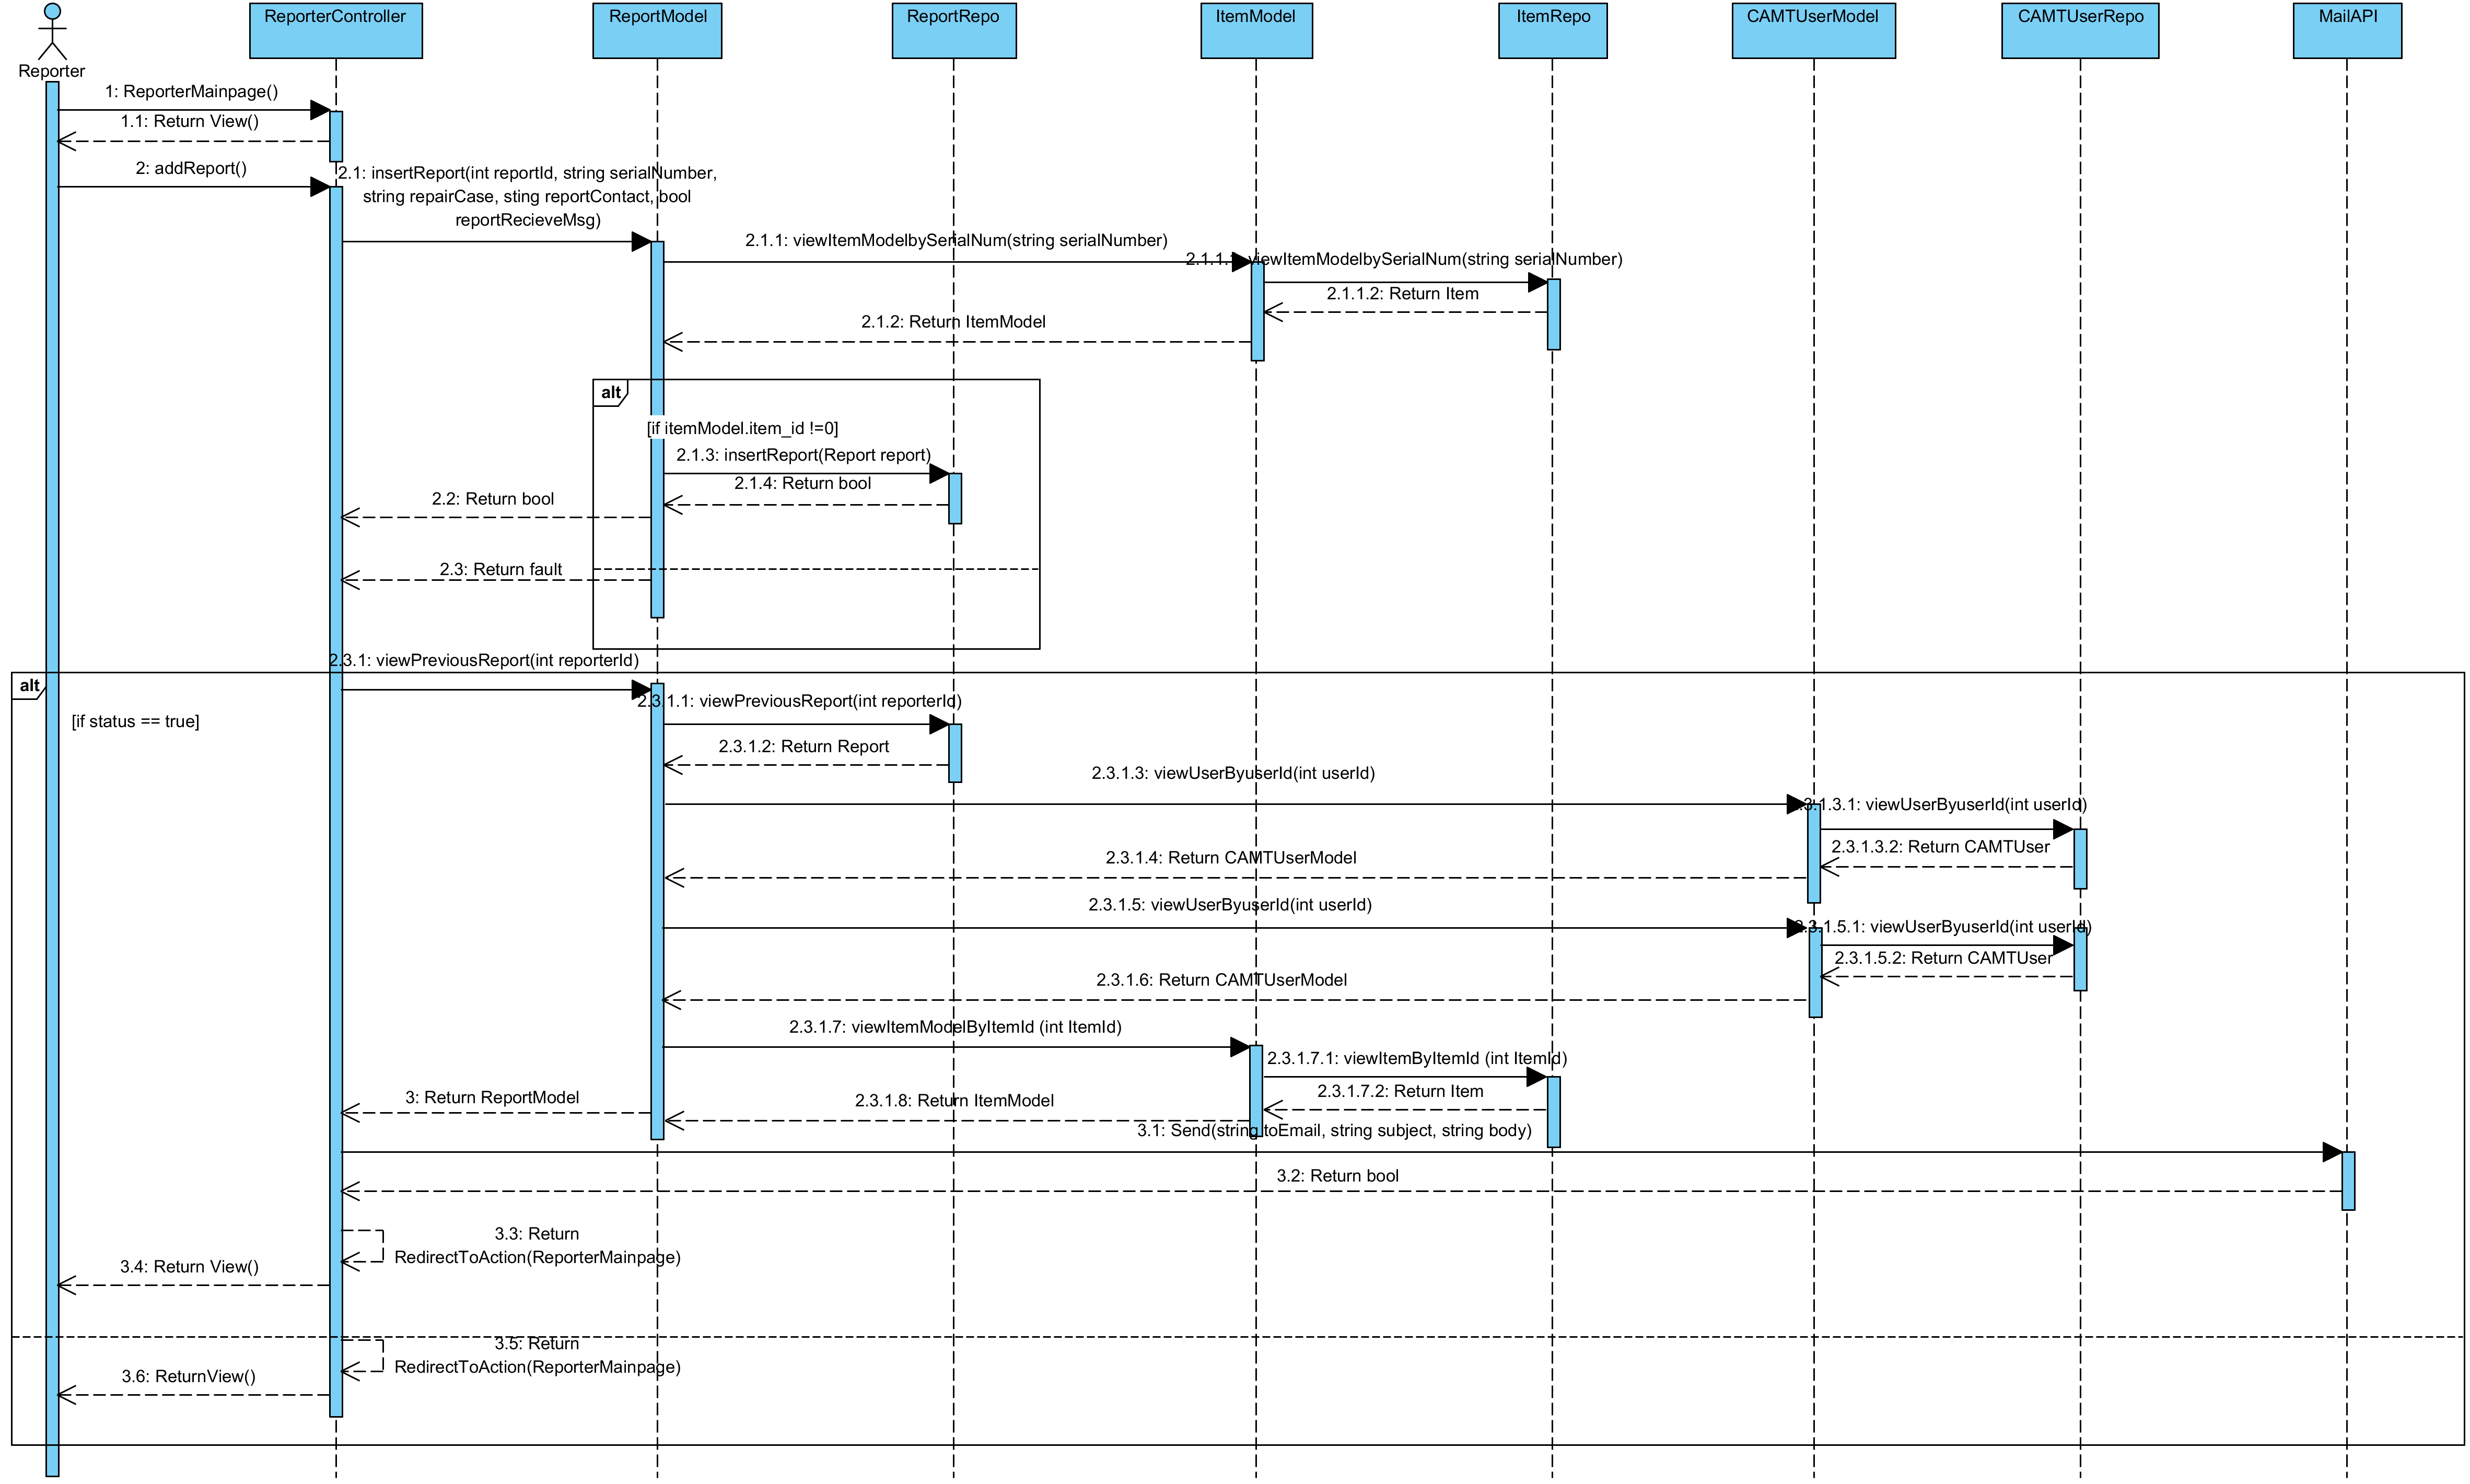 ReporterController
ReportModel
ReportRepo
ItemModel
ItemRepo
CAMTUserModel
CAMTUserRepo
MailAPI
Reporter
1: ReporterMainpage()
1.1: Return View()
2: addReport()
2.1: insertReport(int reportId, string serialNumber,
string repairCase, sting reportContact, bool
reportRecieveMsg)
2.1.1: viewItemModelbySerialNum(string serialNumber)
2.1.1.1: viewItemModelbySerialNum(string serialNumber)
2.1.1.2: Return Item
2.1.2: Return ItemModel
alt
[if itemModel.item_id !=0]
2.1.3: insertReport(Report report)
2.1.4: Return bool
2.2: Return bool
2.3: Return fault
2.3.1: viewPreviousReport(int reporterId)
alt
[if status == true]
2.3.1.1: viewPreviousReport(int reporterId)
2.3.1.2: Return Report
2.3.1.3: viewUserByuserId(int userId)
2.3.1.3.1: viewUserByuserId(int userId)
2.3.1.3.2: Return CAMTUser
2.3.1.4: Return CAMTUserModel
2.3.1.5: viewUserByuserId(int userId)
2.3.1.5.1: viewUserByuserId(int userId)
2.3.1.5.2: Return CAMTUser
2.3.1.6: Return CAMTUserModel
2.3.1.7: viewItemModelByItemId (int ItemId)
2.3.1.7.1: viewItemByItemId (int ItemId)
2.3.1.7.2: Return Item
2.3.1.8: Return ItemModel
3: Return ReportModel
3.1: Send(string toEmail, string subject, string body)
3.2: Return bool
3.3: Return
RedirectToAction(ReporterMainpage)
3.4: Return View()
3.5: Return
RedirectToAction(ReporterMainpage)
3.6: ReturnView()